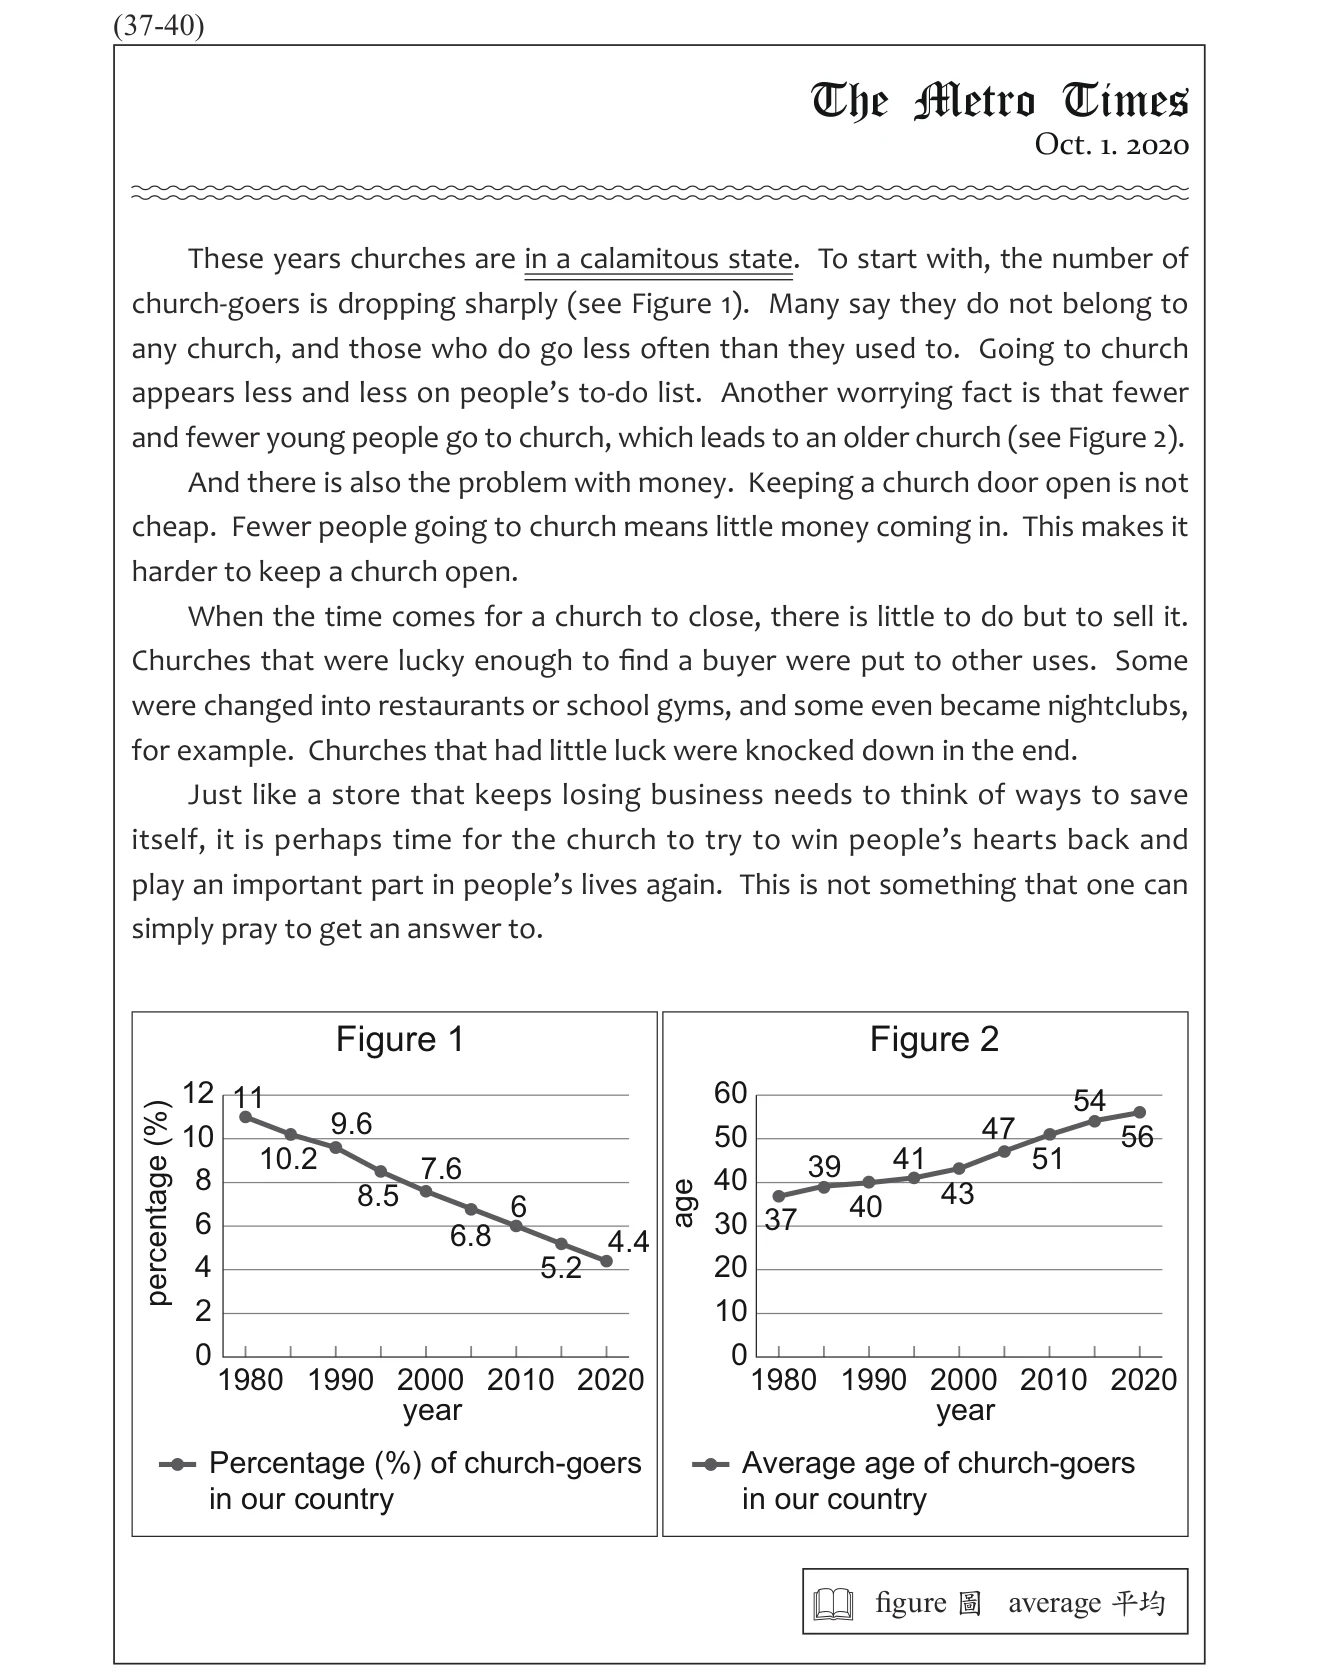 (37-40)
The Metro Times
Oct. 1. 2020
These years churches are in a calamitous state. To start with, the number of
church-goers is dropping sharply (see Figure 1). Many say they do not belong to
any church, and those who do go less often than they used to. Going to church
appears less and less on people’s to-do list. Another worrying fact is that fewer
and fewer young people go to church, which leads to an older church (see Figure 2).
And there is also the problem with money. Keeping a church door open is not
cheap. Fewer people going to church means little money coming in. This makes it
harder to keep a church open.
When the time comes for a church to close, there is little to do but to sell it.
Churches that were lucky enough to find a buyer were put to other uses. Some
were changed into restaurants or school gyms, and some even became nightclubs,
for example. Churches that had little luck were knocked down in the end.
Just like a store that keeps losing business needs to think of ways to save
itself, it is perhaps time for the church to try to win people’s hearts back and
play an important part in people’s lives again. This is not something that one can
simply pray to get an answer to.
Figure 1
percentage (%)
12
10
8
6
4
2
0
11
10.2
9.6
8.5
7.6
6.8
6
5.2
4.4
1980 1990 2000 2010 2020
year
Percentage (%) of church-goers
in our country
Figure 2
age
60
50
40
30
20
10
0
37
39
40
41
43
47
51
54
56
1980 1990 2000 2010 2020
year
Average age of church-goers
in our country
figure 圖 average 平均